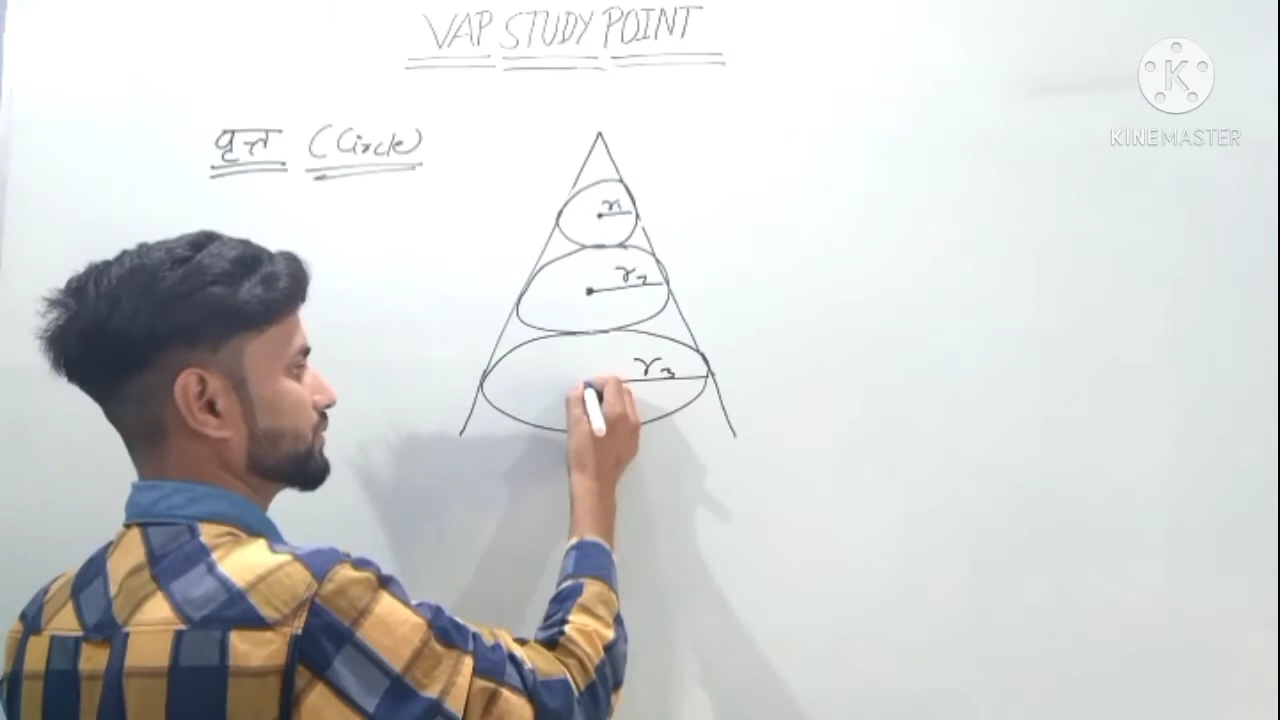 VAP STUDY POINT
K
KINEMASTER
वृत्त (Circle)
r₁
r₂
r₃